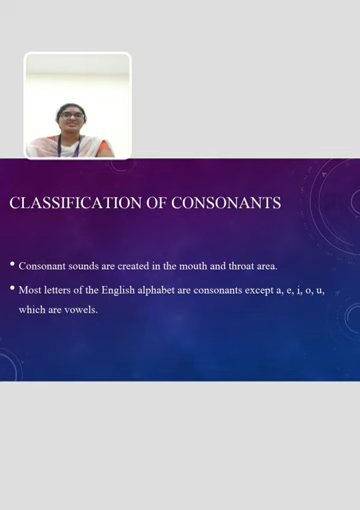 CLASSIFICATION OF CONSONANTS
• Consonant sounds are created in the mouth and throat area.
• Most letters of the English alphabet are consonants except a, e, i, o, u,
which are vowels.